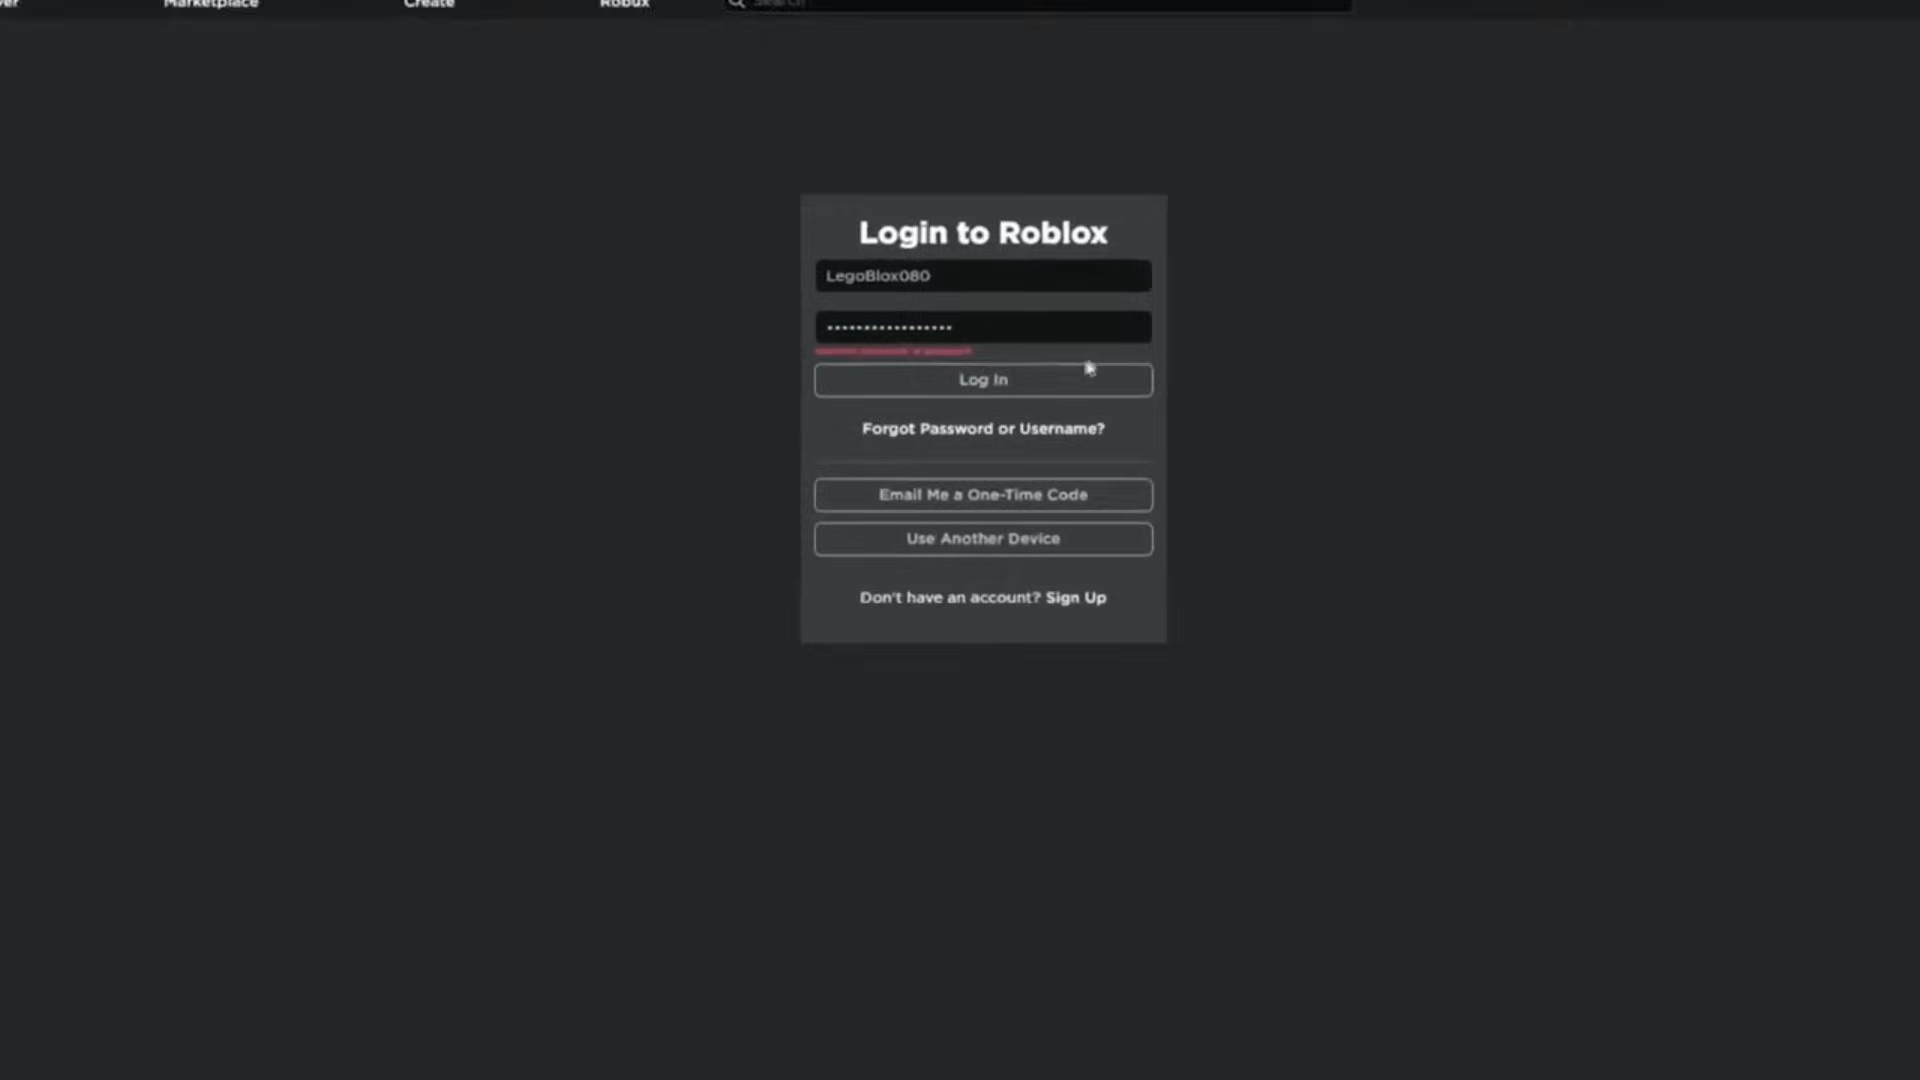 Marketplace
Create
Robux
Search
Login to Roblox
LegoBlox080
•••••••••••••••••
Log In
Forgot Password or Username?
Email Me a One-Time Code
Use Another Device
Don't have an account? Sign Up